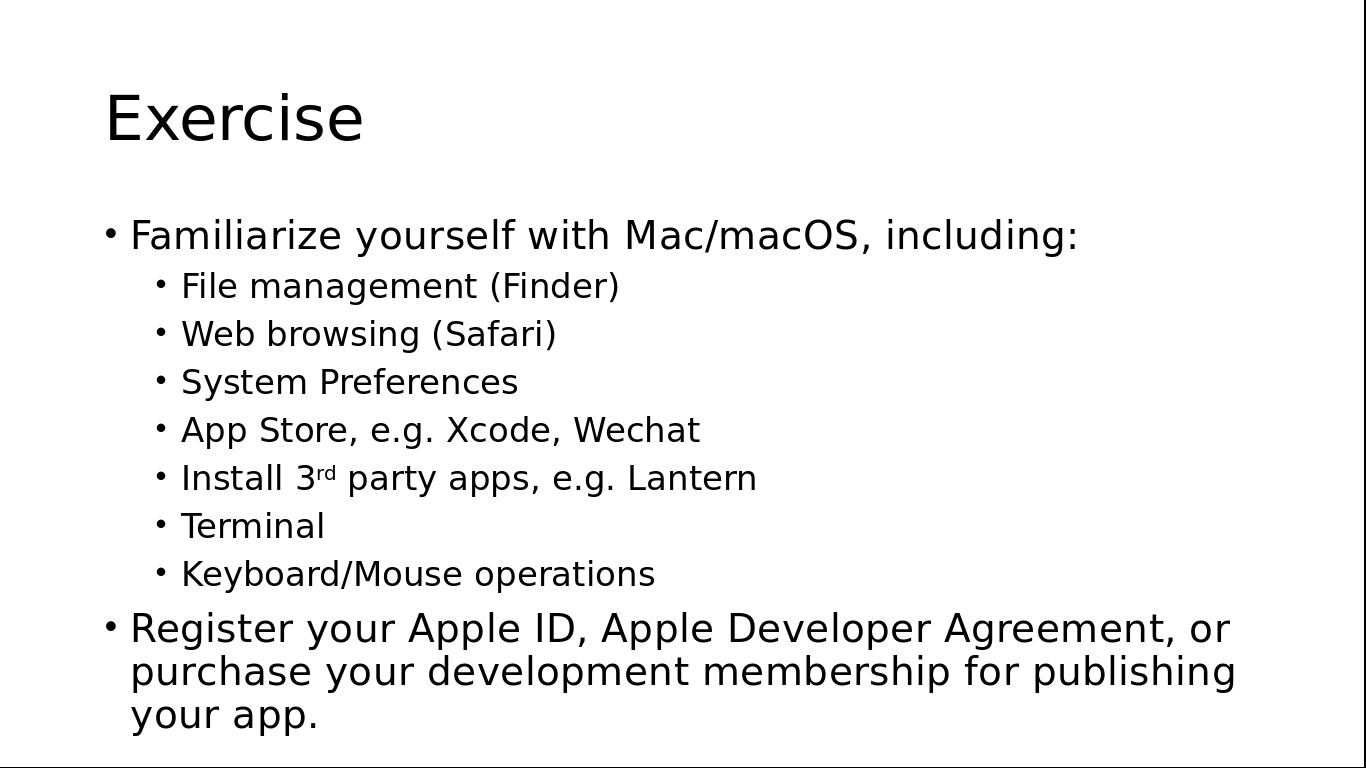 Exercise
• Familiarize yourself with Mac/macOS, including:
• File management (Finder)
• Web browsing (Safari)
• System Preferences
• App Store, e.g. Xcode, Wechat
• Install 3rd party apps, e.g. Lantern
• Terminal
• Keyboard/Mouse operations
• Register your Apple ID, Apple Developer Agreement, or
purchase your development membership for publishing
your app.